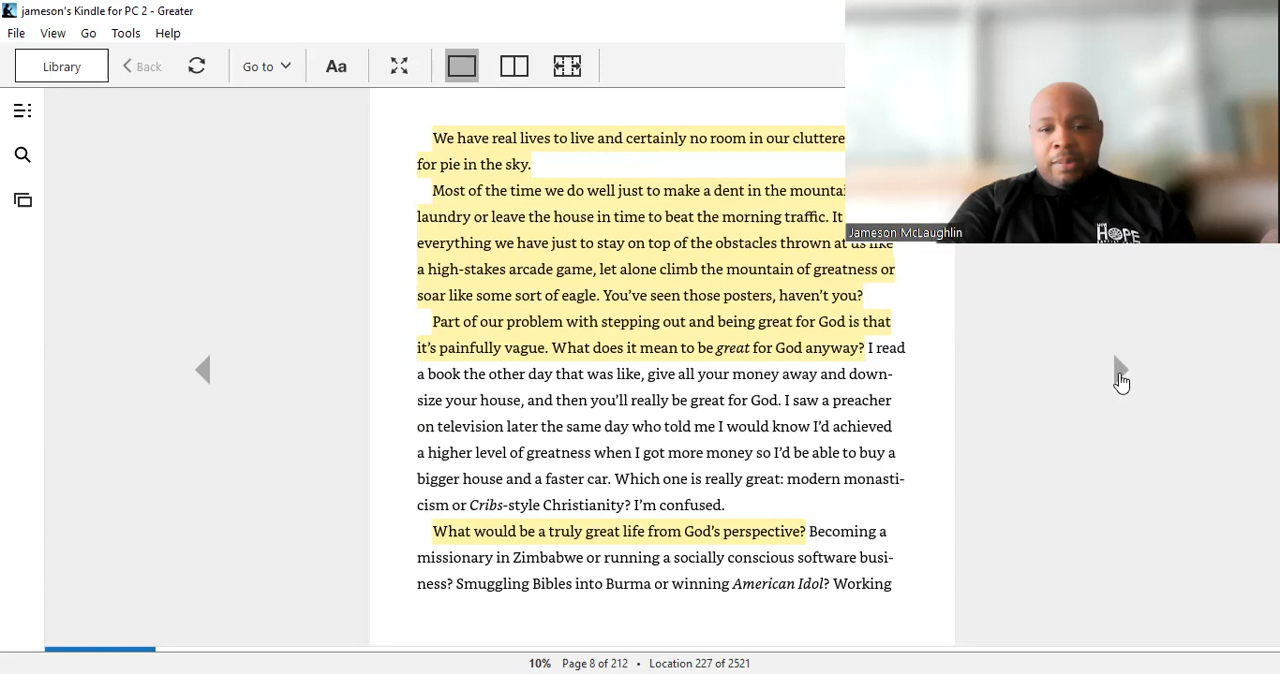 jameson's Kindle for PC 2 - Greater
File View Go Tools Help
Library Back Go to Aa
We have real lives to live and certainly no room in our cluttere
for pie in the sky.
Most of the time we do well just to make a dent in the mountai
laundry or leave the house in time to beat the morning traffic. It
everything we have just to stay on top of the obstacles thrown at us like
a high-stakes arcade game, let alone climb the mountain of greatness or
soar like some sort of eagle. You've seen those posters, haven't you?
Part of our problem with stepping out and being great for God is that
it's painfully vague. What does it mean to be great for God anyway? I read
a book the other day that was like, give all your money away and down-
size your house, and then you'll really be great for God. I saw a preacher
on television later the same day who told me I would know I'd achieved
a higher level of greatness when I got more money so I'd be able to buy a
bigger house and a faster car. Which one is really great: modern monasti-
cism or Cribs-style Christianity? I'm confused.
What would be a truly great life from God's perspective? Becoming a
missionary in Zimbabwe or running a socially conscious software busi-
ness? Smuggling Bibles into Burma or winning American Idol? Working
Jameson McLaughlin
HOPE
10% Page 8 of 212 • Location 227 of 2521